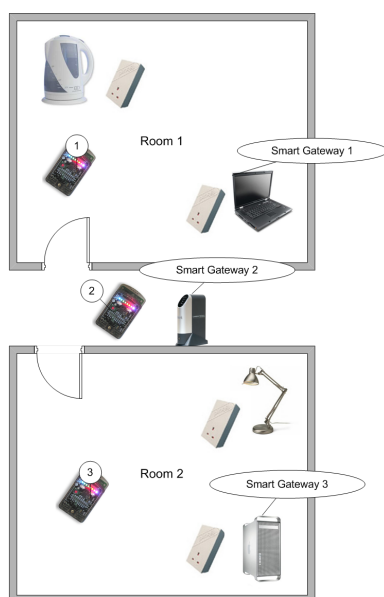 1
Room 1
Smart Gateway 1
Smart Gateway 2
2
Smart Gateway 3
Room 2
3